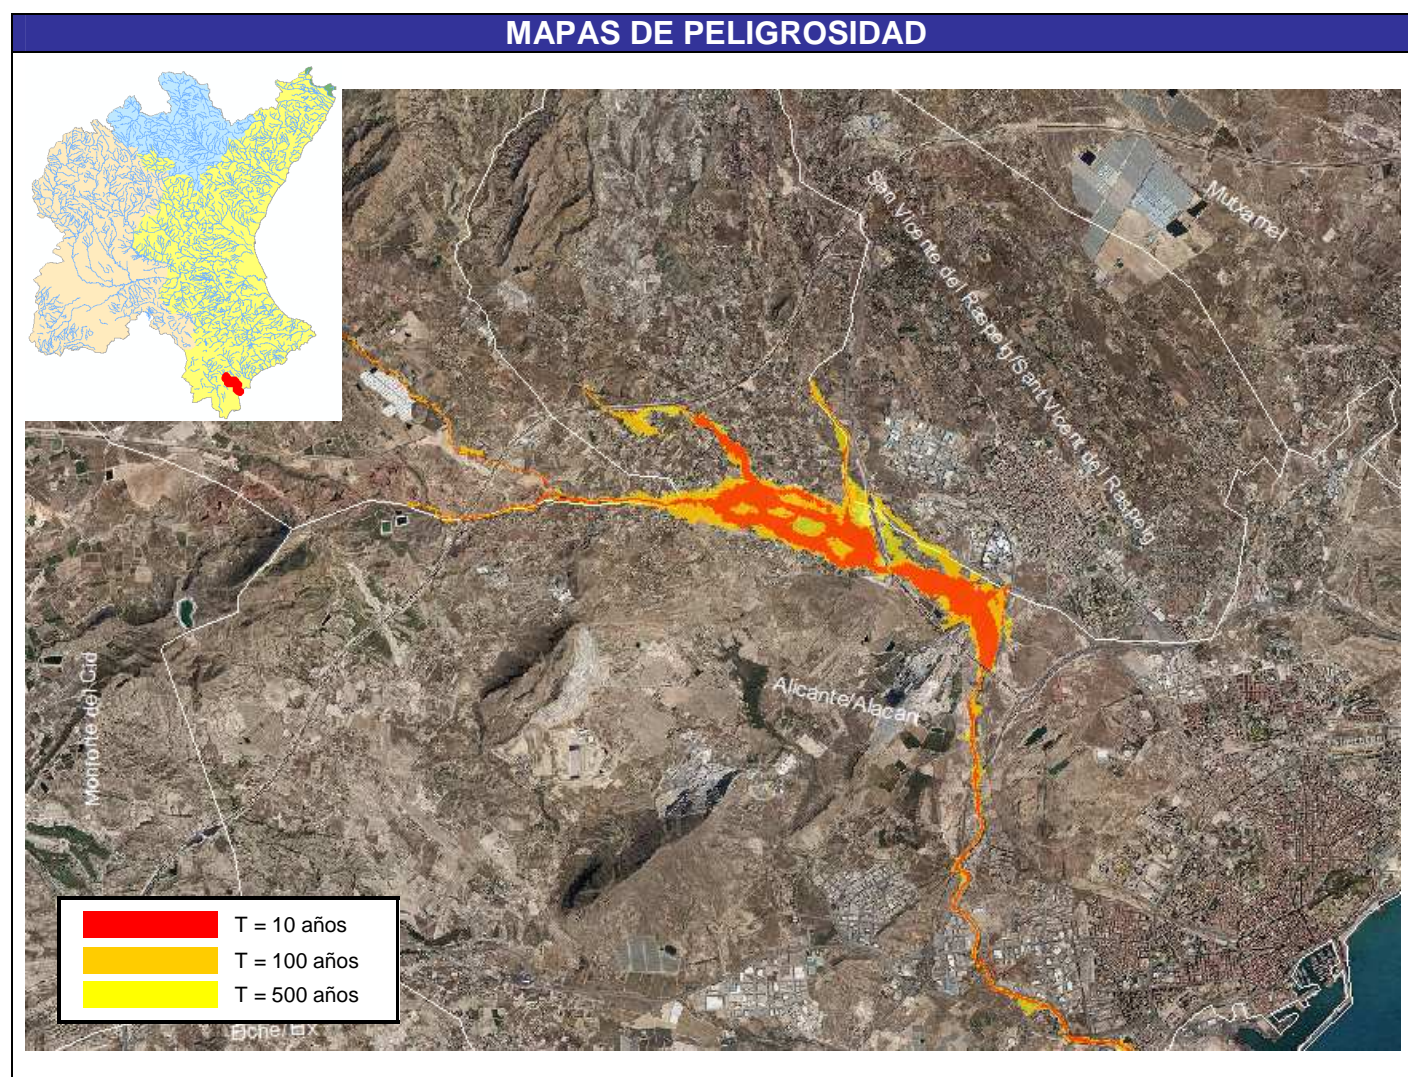 MAPAS DE PELIGROSIDAD
Mutxamel
San Vicente del Raspeig/Sant Vicent del Raspeig
Alicante/Alacant
Monforte del Cid
T = 10 años
T = 100 años
T = 500 años
Elche/Elx